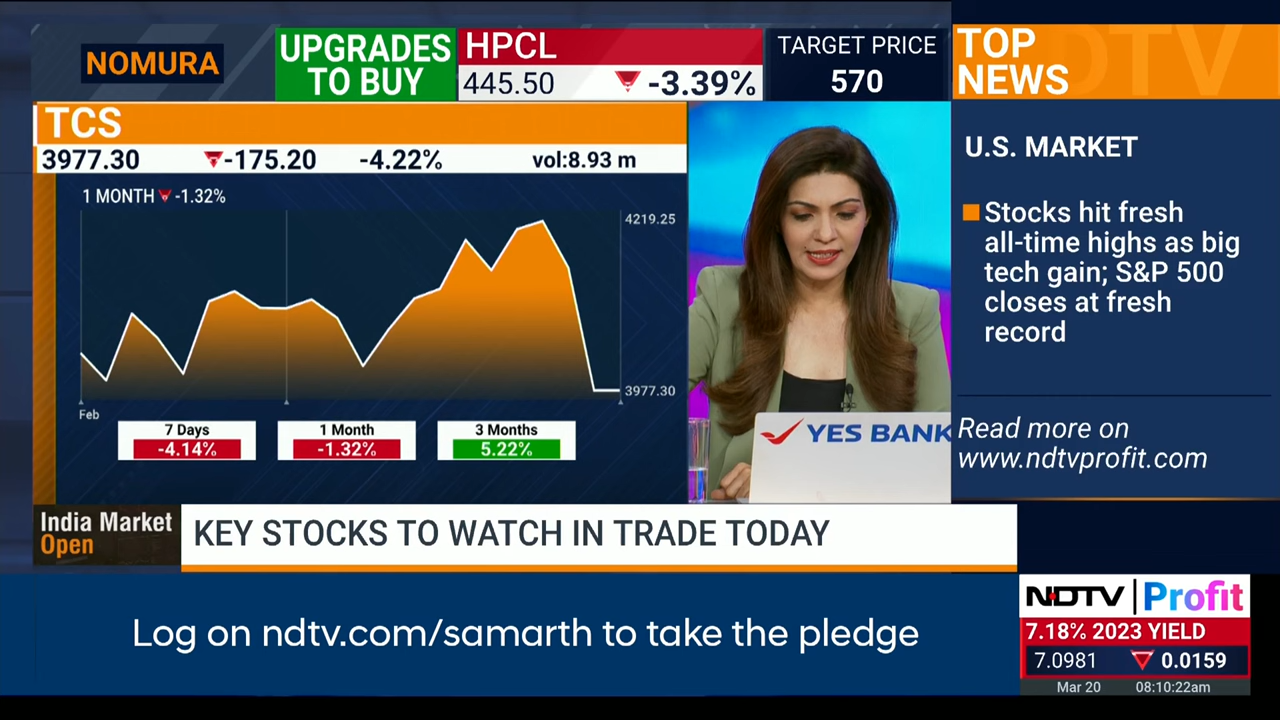 NOMURA
UPGRADES
TO BUY
HPCL
445.50
-3.39%
TARGET PRICE
570
TOP
NEWS
TCS
3977.30
-175.20
-4.22%
vol:8.93 m
1 MONTH
-1.32%
4219.25
3977.30
Feb
7 Days
-4.14%
1 Month
-1.32%
3 Months
5.22%
YES BANK
U.S. MARKET
Stocks hit fresh
all-time highs as big
tech gain; S&P 500
closes at fresh
record
Read more on
www.ndtvprofit.com
India Market
Open
KEY STOCKS TO WATCH IN TRADE TODAY
Log on ndtv.com/samarth to take the pledge
NDTV Profit
7.18% 2023 YIELD
7.0981
0.0159
Mar 20
08:10:22am